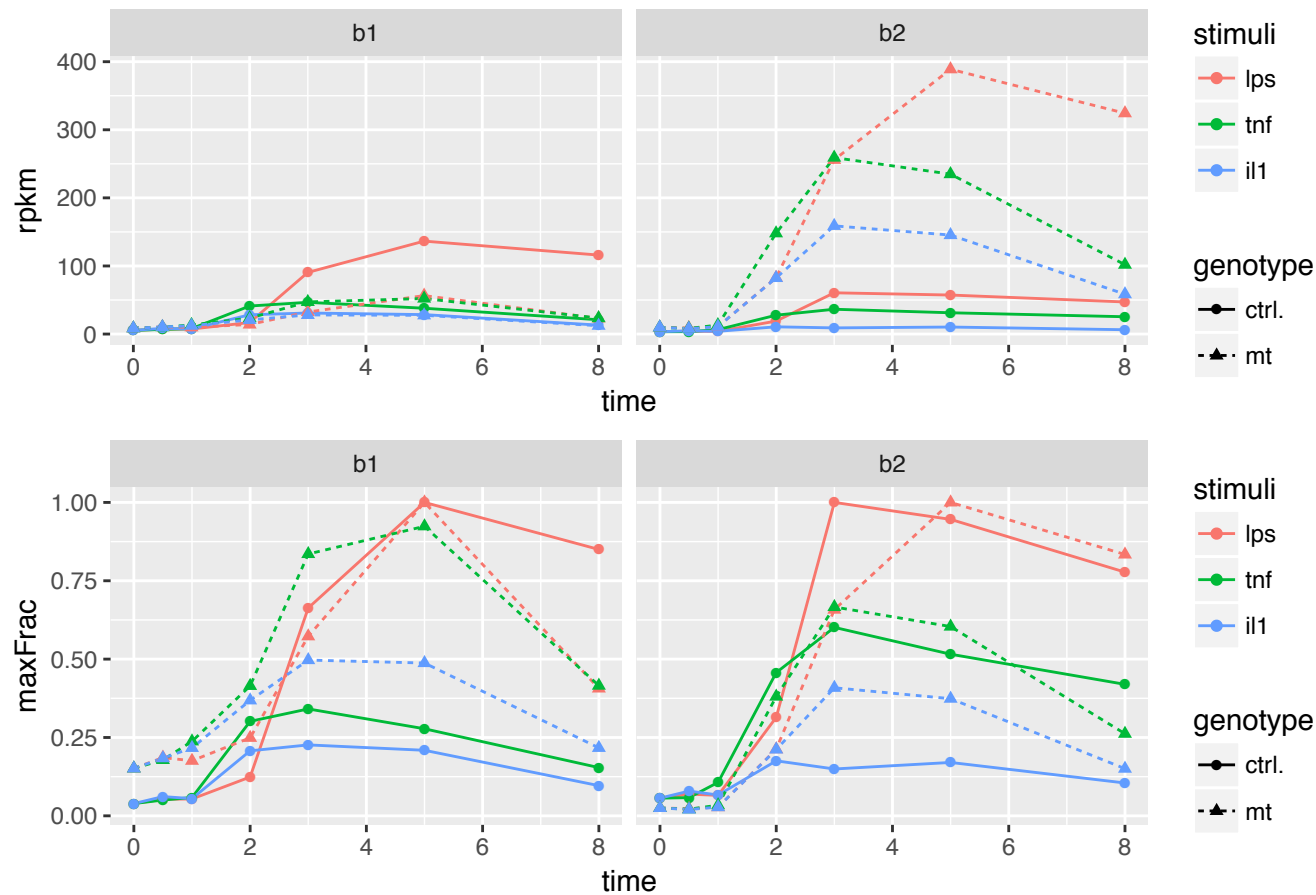 b1
b2
stimuli
lps
tnf
il1
genotype
ctrl.
mt
400
300
200
100
0
rpkm
0 2 4 6 8
0 2 4 6 8
time
b1
b2
stimuli
lps
tnf
il1
genotype
ctrl.
mt
1.00
0.75
0.50
0.25
0.00
maxFrac
0 2 4 6 8
0 2 4 6 8
time